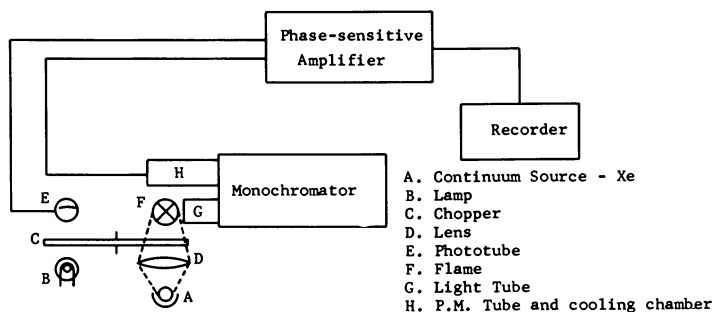 Phase-sensitive
Amplifier
Recorder
H
Monochromator
E
F
G
C
D
B
A
A. Continuum Source - Xe
B. Lamp
C. Chopper
D. Lens
E. Phototube
F. Flame
G. Light Tube
H. P.M. Tube and cooling chamber